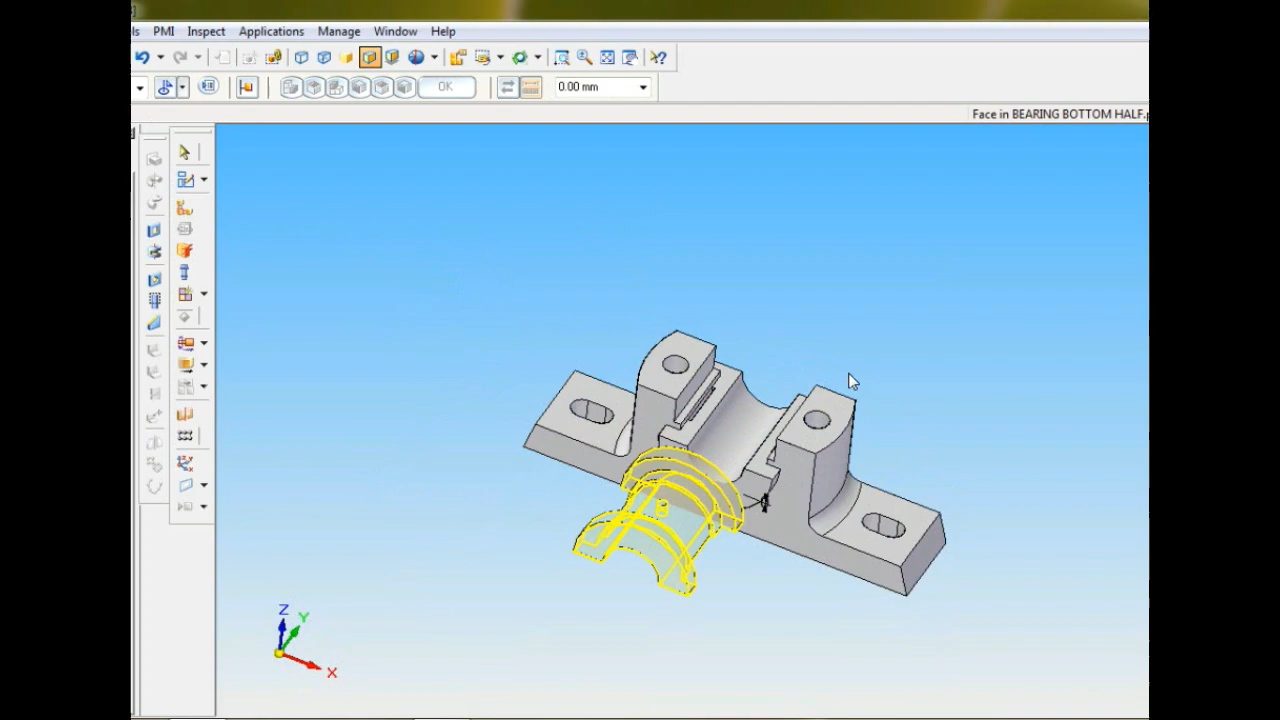 ls PMI Inspect Applications Manage Window Help
OK 0.00 mm
Face in BEARING BOTTOM HALF.p
Z
Y
X